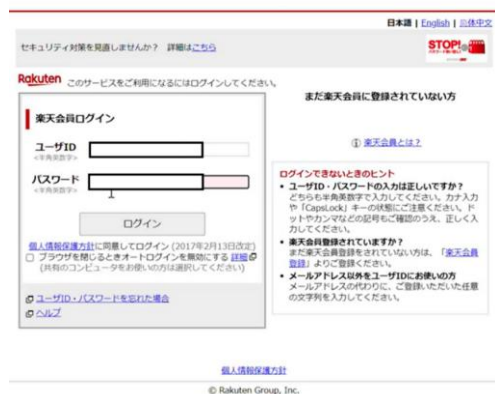 日本語 | English | 简体中文
セキュリティ対策を見直しませんか？ 詳細はこちら
STOP!
Rakuten このサービスをご利用になるにはログインしてください。
楽天会員ログイン
ユーザID
<半角英数字>
パスワード
<半角英数字>
ログイン
個人情報保護方針に同意してログイン (2017年2月13日改定)
ブラウザを閉じるときオートログインを無効にする 詳細
(共有のコンピュータをお使いの方は選択してください)
ユーザID・パスワードを忘れた場合
ヘルプ
まだ楽天会員に登録されていない方
楽天会員とは？
ログインできないときのヒント
• ユーザID・パスワードの入力は正しいですか？
どちらも半角英数字で入力してください。カナ入力
や「CapsLock」キーの状態にご注意ください。ド
ットやカンマなどの記号もご確認のうえ、正しく入
力してください。
• 楽天会員登録されていますか？
まだ楽天会員登録をされていない方は、「楽天会員
登録」よりご登録ください。
• メールアドレス以外をユーザIDにお使いの方
メールアドレスの代わりに、ご登録いただいた任意
の文字列を入力してください。
個人情報保護方針
© Rakuten Group, Inc.